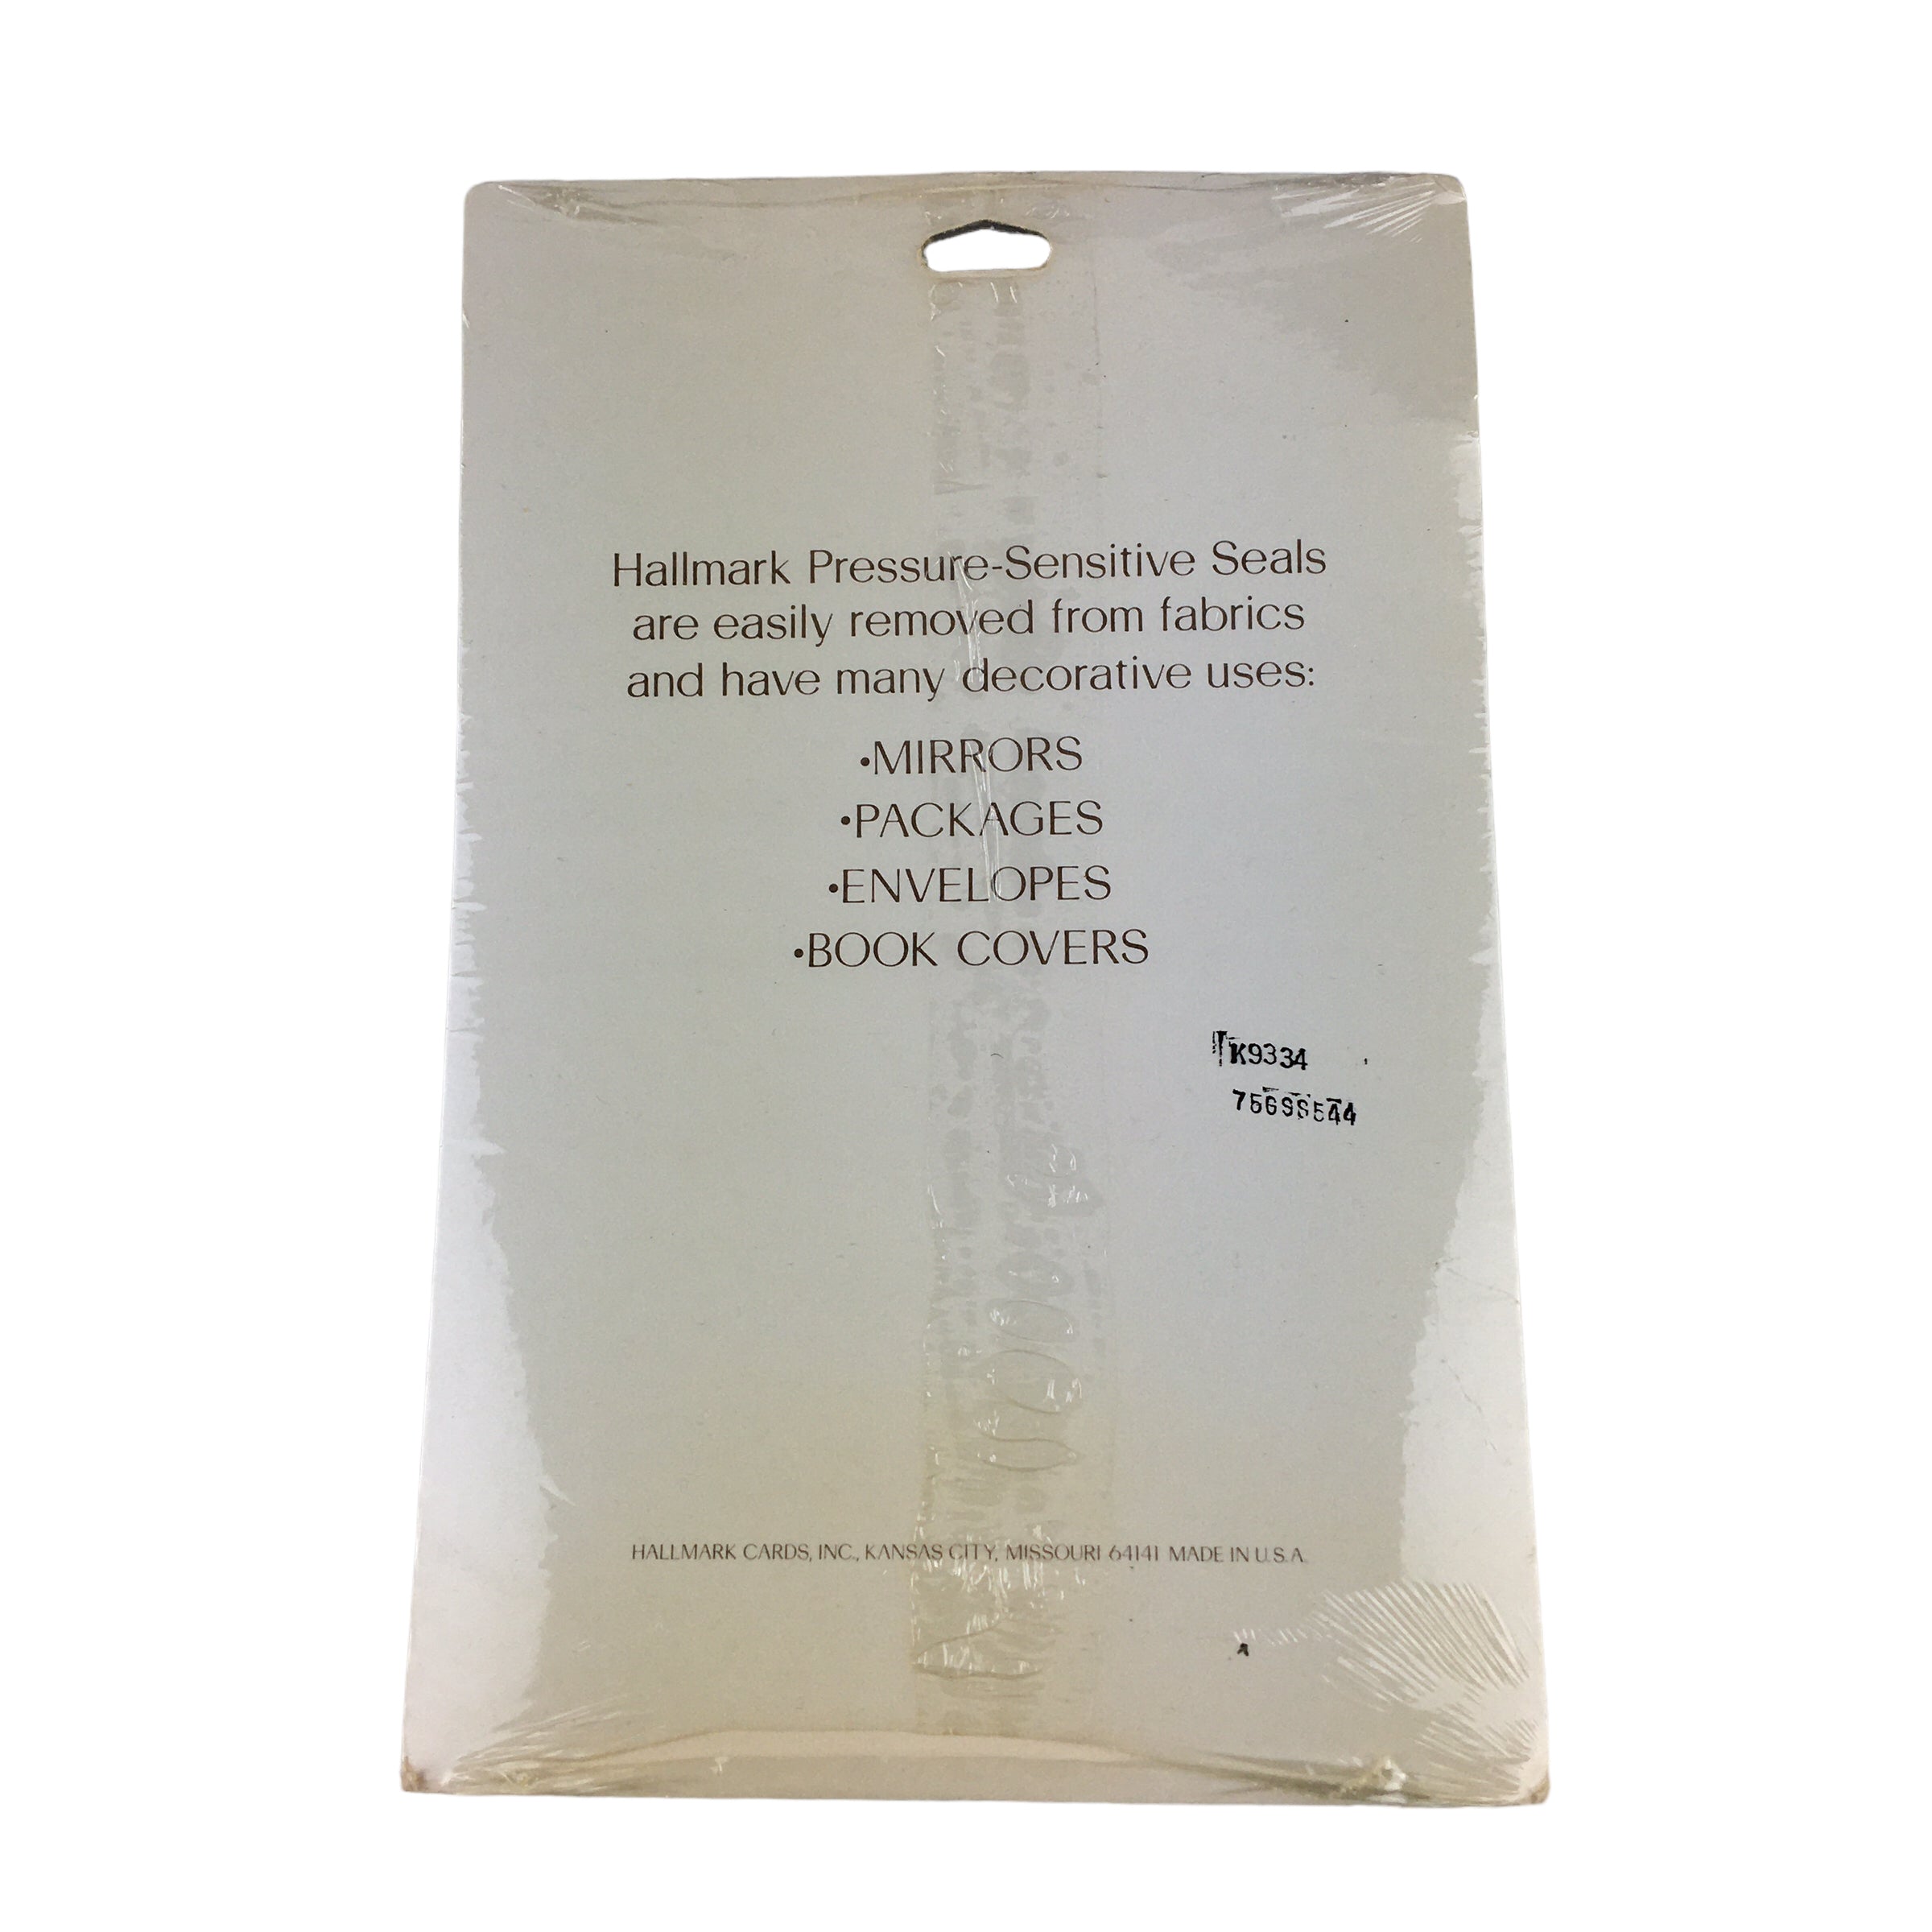 Hallmark Pressure-Sensitive Seals
are easily removed from fabrics
and have many decorative uses:
•MIRRORS
•PACKAGES
•ENVELOPES
•BOOK COVERS
K9334
HALLMARK CARDS, INC., KANSAS CITY, MISSOURI 64141 MADE IN U.S.A.
A